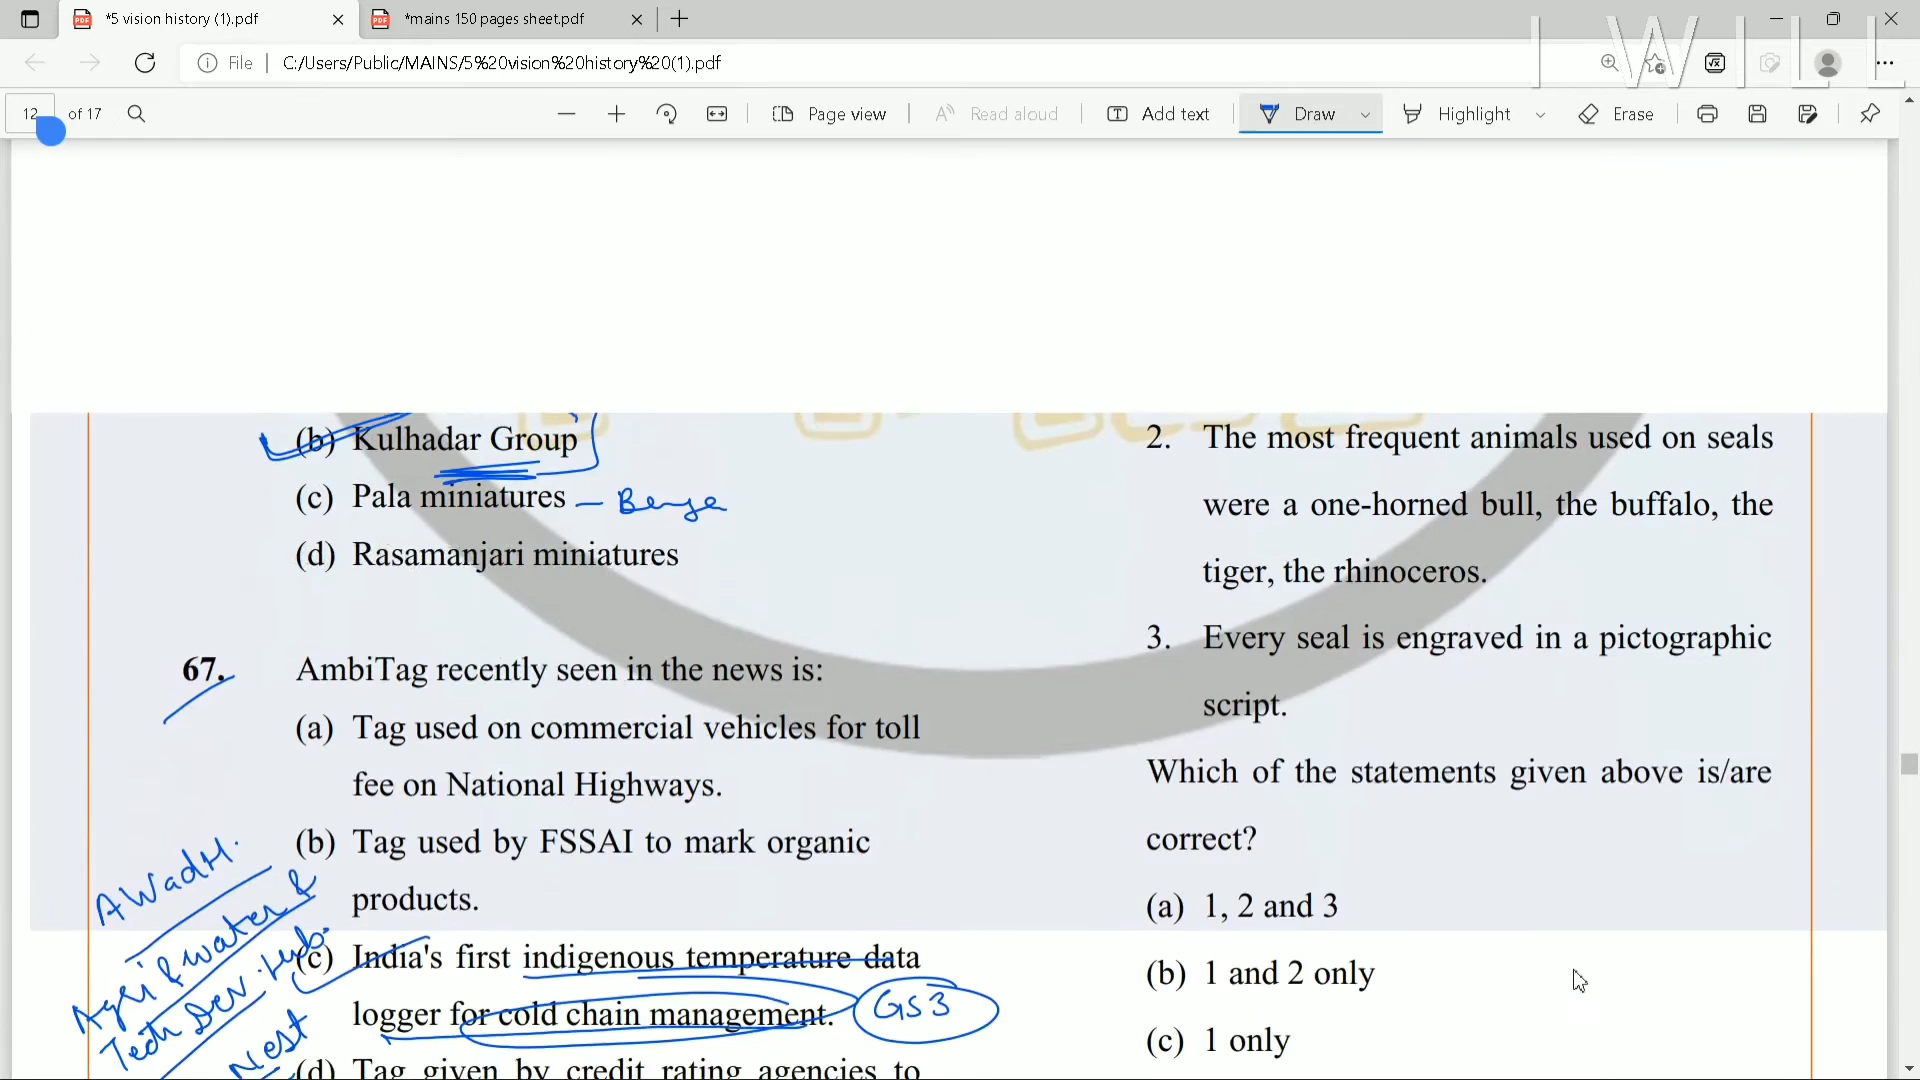 *5 vision history (1).pdf
*mains 150 pages sheet.pdf
I WILL
File
C:/Users/Public/MAINS/5%20vision%20history%20(1).pdf
12 of 17
Page view
Read aloud
Add text
Draw
Highlight
Erase
(b) Kulhadar Group
(c) Pala miniatures
(d) Rasamanjari miniatures
67. AmbiTag recently seen in the news is:
(a) Tag used on commercial vehicles for toll
fee on National Highways.
(b) Tag used by FSSAI to mark organic
products.
(c) India's first indigenous temperature data
logger for cold chain management.
GS3
(d) Tag given by credit rating agencies to
AWadH.
Agri & water &
Tech Dev. Hub.
Nest
2. The most frequent animals used on seals
were a one-horned bull, the buffalo, the
tiger, the rhinoceros.
3. Every seal is engraved in a pictographic
script.
Which of the statements given above is/are
correct?
(a) 1, 2 and 3
(b) 1 and 2 only
(c) 1 only